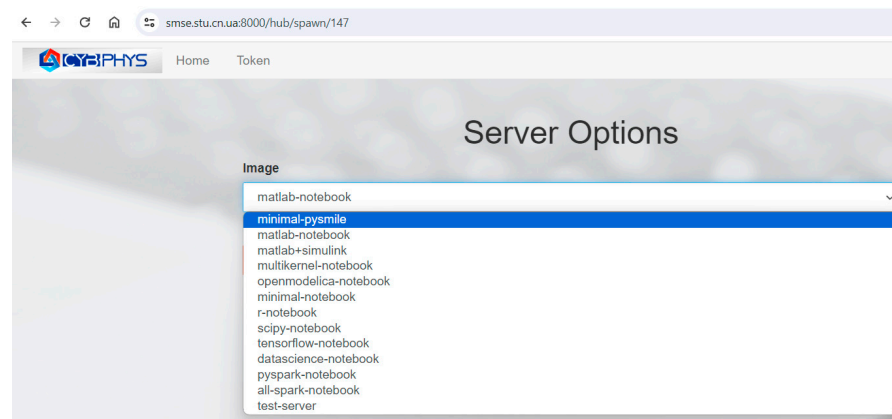 smse.stu.cn.ua:8000/hub/spawn/147
CYBPHYS Home Token
Server Options
Image
matlab-notebook
minimal-pysmile
matlab-notebook
matlab+simulink
multikernel-notebook
openmodelica-notebook
minimal-notebook
r-notebook
scipy-notebook
tensorflow-notebook
datascience-notebook
pyspark-notebook
all-spark-notebook
test-server